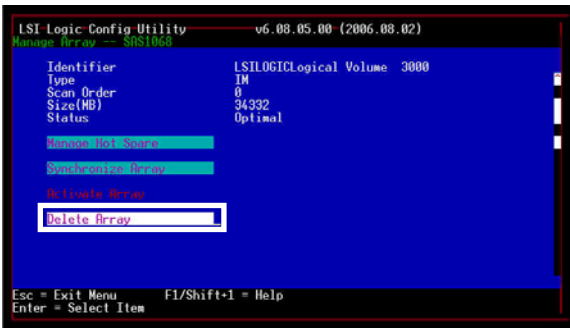 LSI Logic Config Utility v6.08.05.00 (2006.08.02)
Manage Array -- SAS1068
Identifier LSILOGICLogical Volume 3000
Type IM
Scan Order 0
Size(MB) 34332
Status Optimal
Manage Hot Spare
Synchronize Array
Activate Array
Delete Array
Esc = Exit Menu F1/Shift+1 = Help
Enter = Select Item